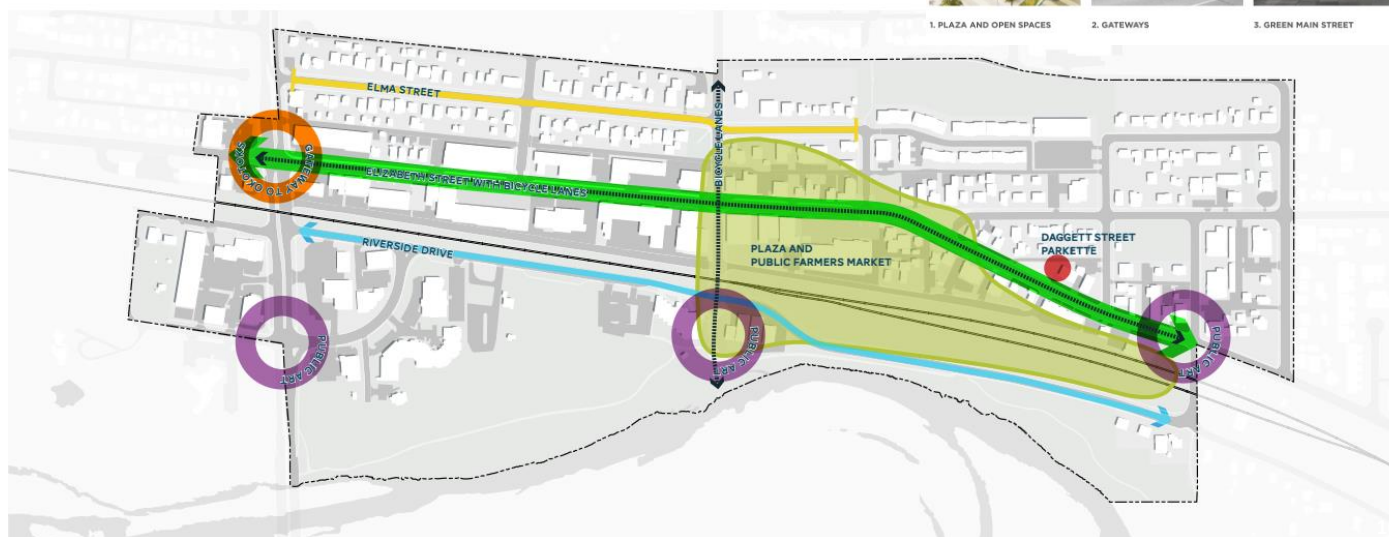 1. PLAZA AND OPEN SPACES
2. GATEWAYS
3. GREEN MAIN STREET
ELMA STREET
BICYCLE LANES
GATEWAY TO OKOTOKS
ELIZABETH STREET WITH BICYCLE LANES
RIVERSIDE DRIVE
PLAZA AND
PUBLIC FARMERS MARKET
DAGGETT STREET
PARKETTE
PUBLIC ART
PUBLIC ART
PUBLIC ART